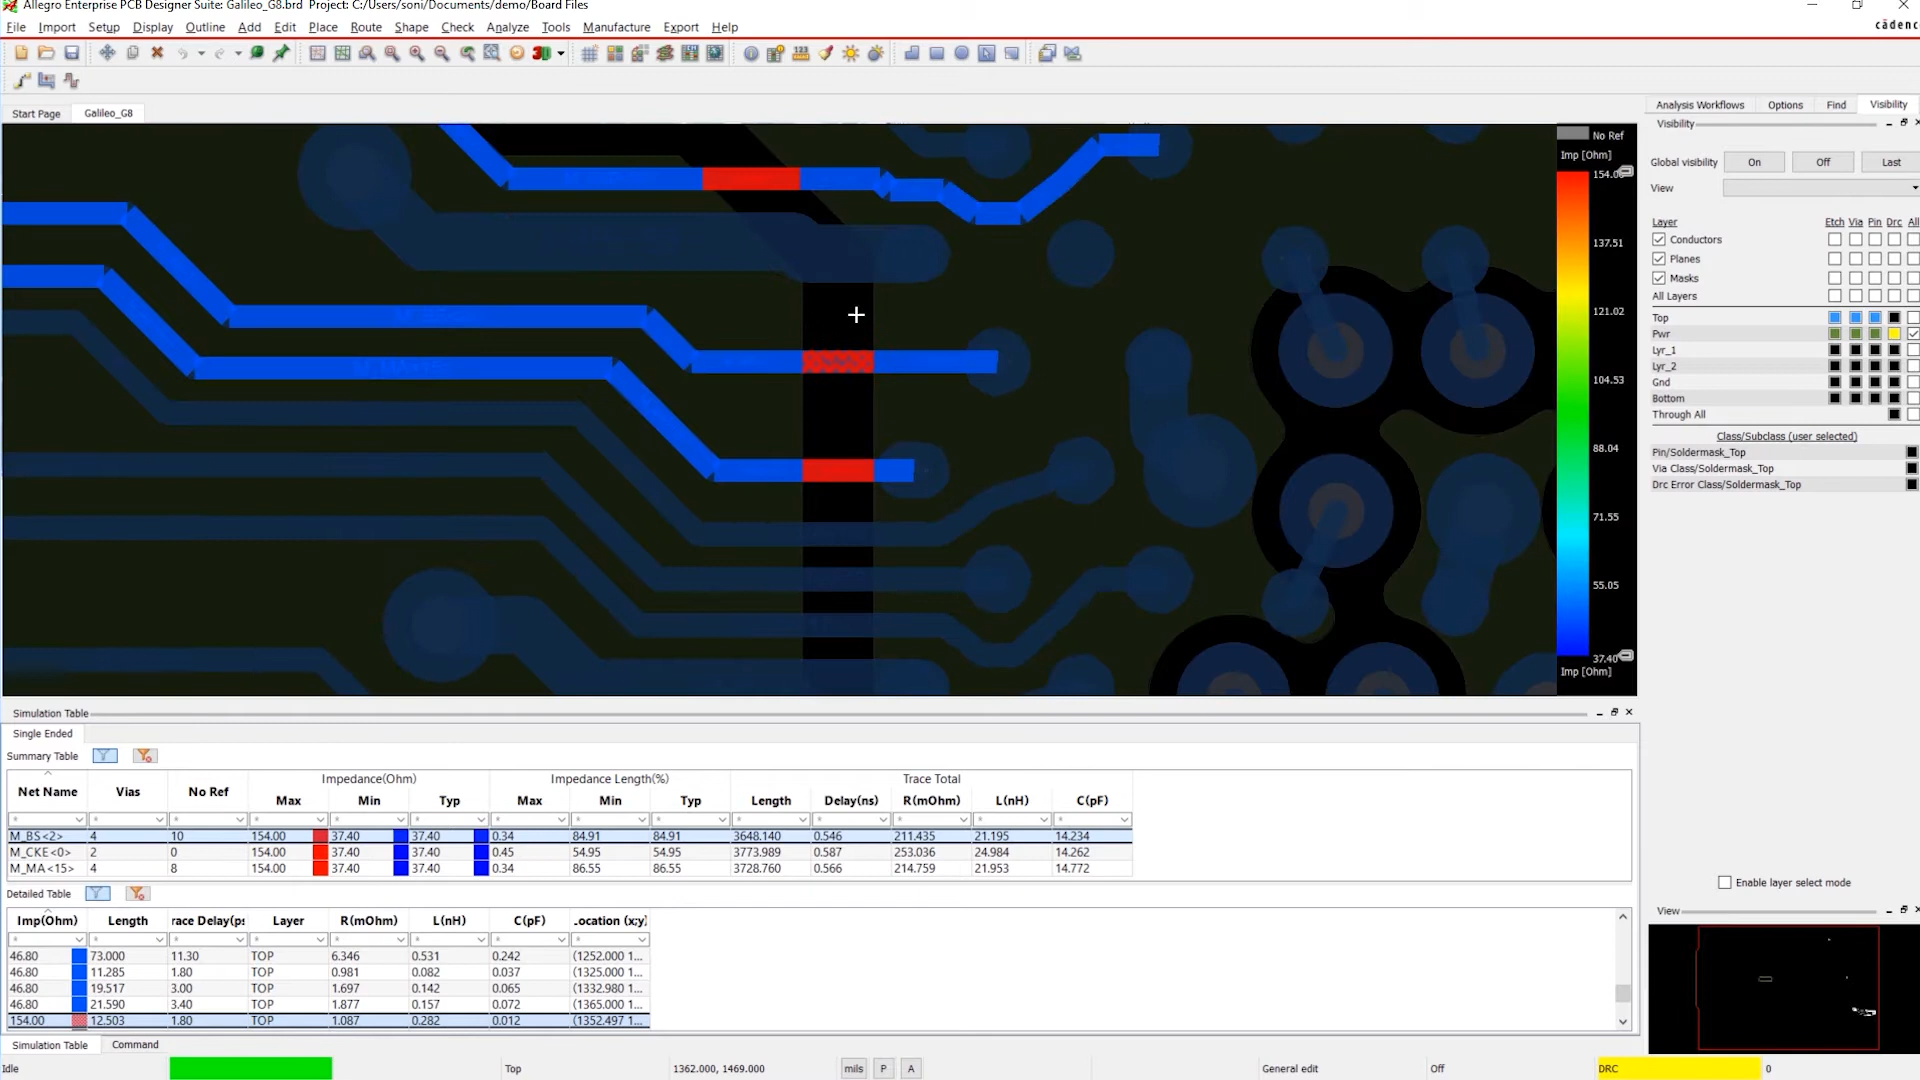 Allegro Enterprise PCB Designer Suite: Galileo_G8.brd Project: C:/Users/soni/Documents/demo/Board Files
Import Setup Display Outline Add Edit Place Route Shape Check Analyze Tools Manufacture Export Help
cādenc
3D
123
Start Page Galileo_G8
Analysis Workflows Options Find Visibility
Visibility
Global visibility On Off Last
View
Layer Etch Via Pin Drc All
Conductors
Planes
Masks
All Layers
Top
Pwr
Lyr_1
Lyr_2
Gnd
Bottom
Through All
Class/Subclass (user selected)
Pin/Soldermask_Top
Via Class/Soldermask_Top
Drc Error Class/Soldermask_Top
Enable layer select mode
View
No Ref
Imp [Ohm]
154.0
137.51
121.02
104.53
88.04
71.55
55.05
37.40
Imp [Ohm]
Simulation Table
Single Ended
Summary Table
Impedance(Ohm) Impedance Length(%) Trace Total
Net Name Vias No Ref Max Min Typ Max Min Typ Length Delay(ns) R(mOhm) L(nH) C(pF)
* * * * * * * * * * * * * *
M_BS<2> 4 10 154.00 37.40 37.40 0.34 84.91 84.91 3648.140 0.546 211.435 21.195 14.234
M_CKE<0> 2 0 154.00 37.40 37.40 0.45 54.95 54.95 3773.989 0.587 253.036 24.984 14.262
M_MA<15> 4 8 154.00 37.40 37.40 0.34 86.55 86.55 3728.760 0.566 214.759 21.953 14.772
Detailed Table
Imp(Ohm) Length race Delay(ps Layer R(mOhm) L(nH) C(pF) ocation (x;y)
* * * * * * * *
46.80 73.000 11.30 TOP 6.346 0.531 0.242 (1252.000 1...
46.80 11.285 1.80 TOP 0.981 0.082 0.037 (1325.000 1...
46.80 19.517 3.00 TOP 1.697 0.142 0.065 (1332.980 1...
46.80 21.590 3.40 TOP 1.877 0.157 0.072 (1365.000 1...
154.00 12.503 1.80 TOP 1.087 0.282 0.012 (1352.497 1...
Simulation Table Command
Idle Top 1362.000, 1469.000 mils P A General edit Off DRC 0